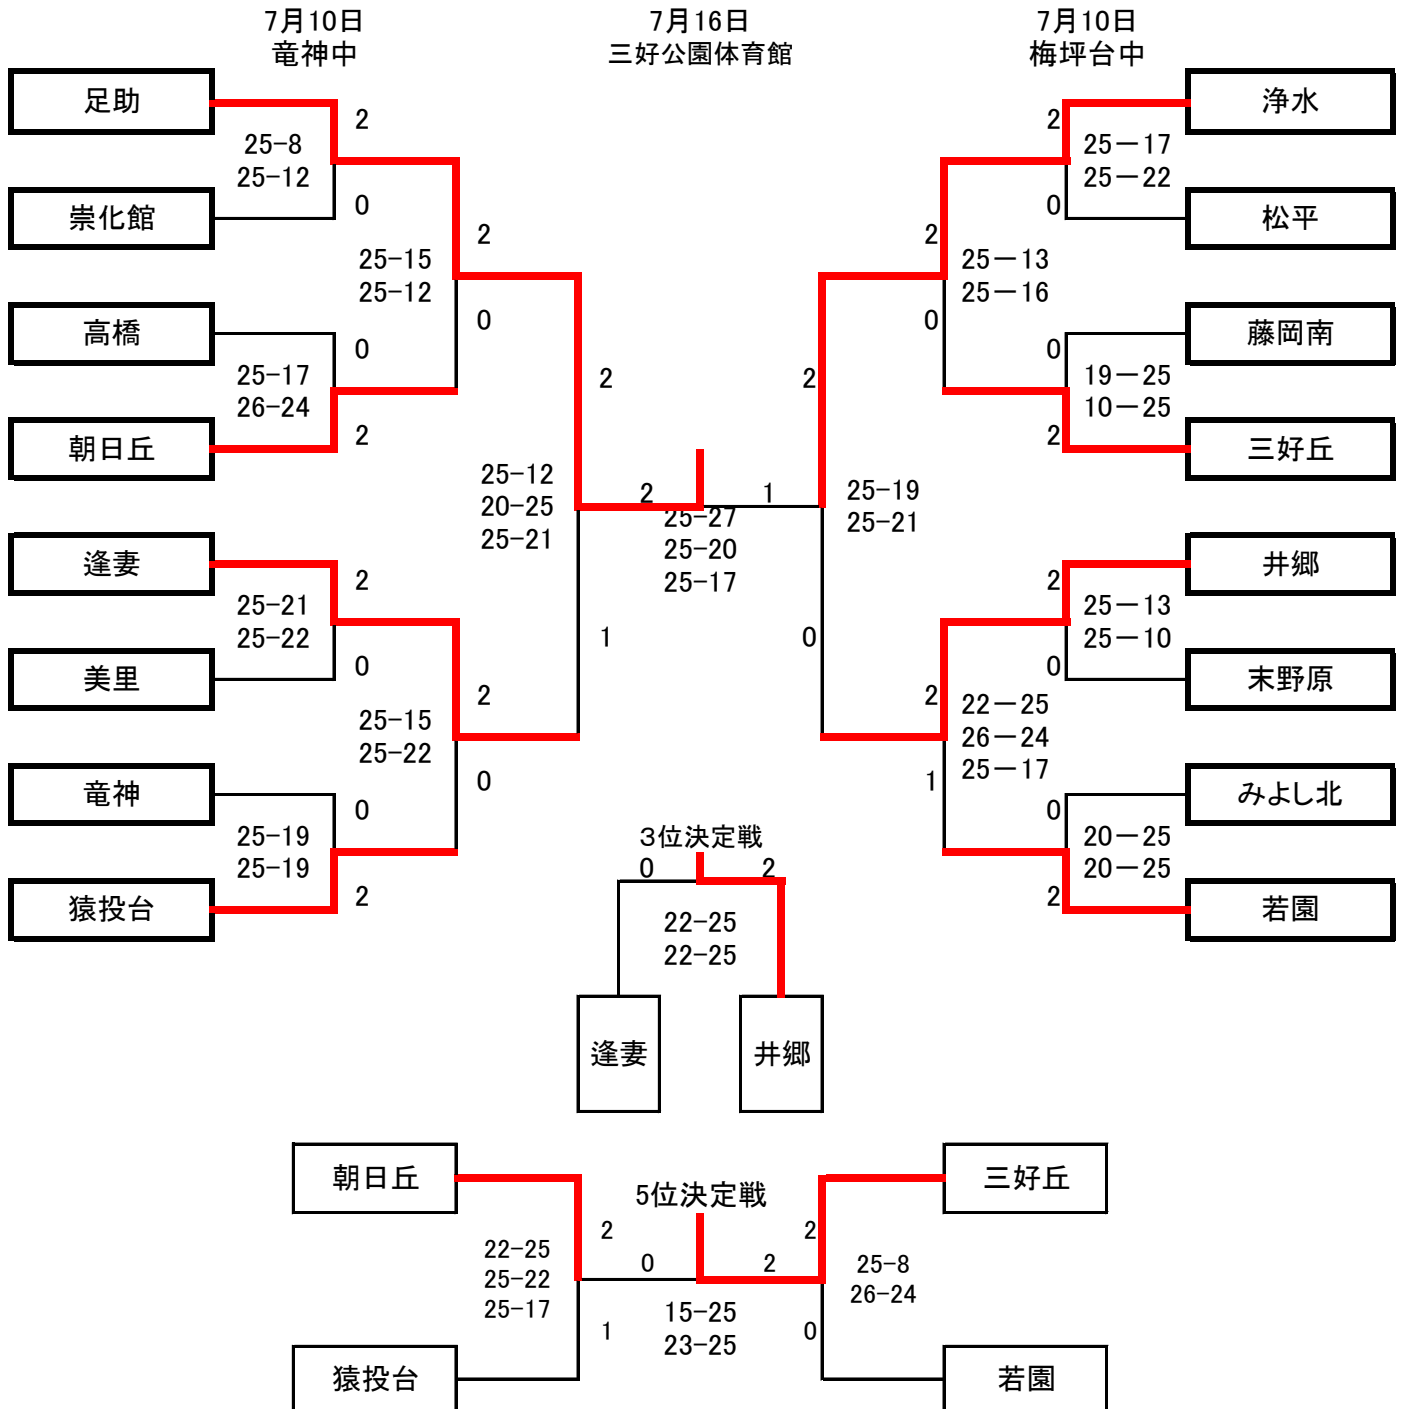 7月10日
竜神中
7月16日
三好公園体育館
7月10日
梅坪台中
足助
2
25-8
25-12
0
崇化館
2
25-15
25-12
0
高橋
0
25-17
26-24
2
朝日丘
2
25-12
20-25
25-21
1
逢妻
2
25-21
25-22
0
美里
2
25-15
25-22
0
竜神
0
25-19
25-19
2
猿投台
2
1
25-27
25-20
25-17
浄水
2
25－17
25－22
0
松平
2
25－13
25－16
0
藤岡南
0
19－25
10－25
2
三好丘
2
25-19
25-21
0
井郷
2
25－13
25－10
0
末野原
2
22－25
26－24
25－17
1
みよし北
0
20－25
20－25
2
若園
3位決定戦
0
2
22-25
22-25
逢妻
井郷
朝日丘
5位決定戦
三好丘
2
22-25
25-22
25-17
1
0
2
15-25
23-25
2
25-8
26-24
0
猿投台
若園